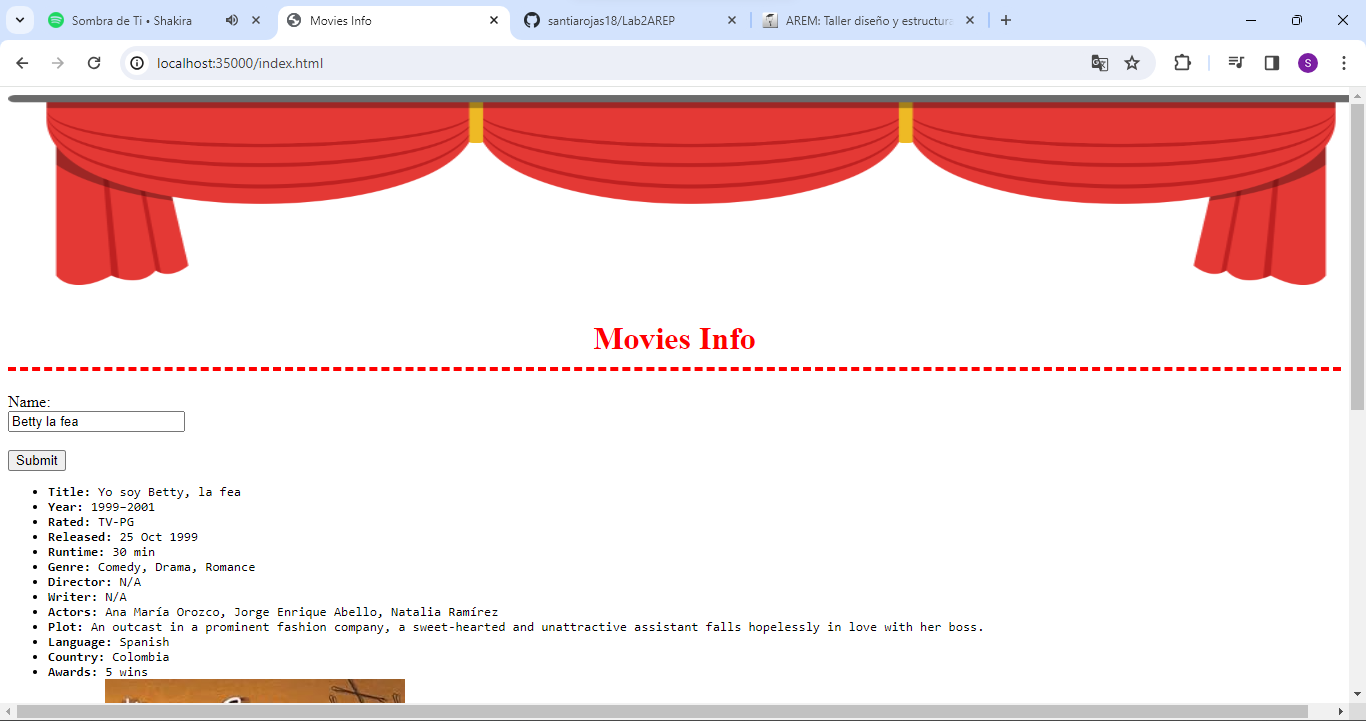 Sombra de Ti • Shakira
Movies Info
santiarojas18/Lab2AREP
AREM: Taller diseño y estructura
localhost:35000/index.html
S
Movies Info
Name:
Betty la fea
Submit
• Title: Yo soy Betty, la fea
• Year: 1999–2001
• Rated: TV-PG
• Released: 25 Oct 1999
• Runtime: 30 min
• Genre: Comedy, Drama, Romance
• Director: N/A
• Writer: N/A
• Actors: Ana María Orozco, Jorge Enrique Abello, Natalia Ramírez
• Plot: An outcast in a prominent fashion company, a sweet-hearted and unattractive assistant falls hopelessly in love with her boss.
• Language: Spanish
• Country: Colombia
• Awards: 5 wins